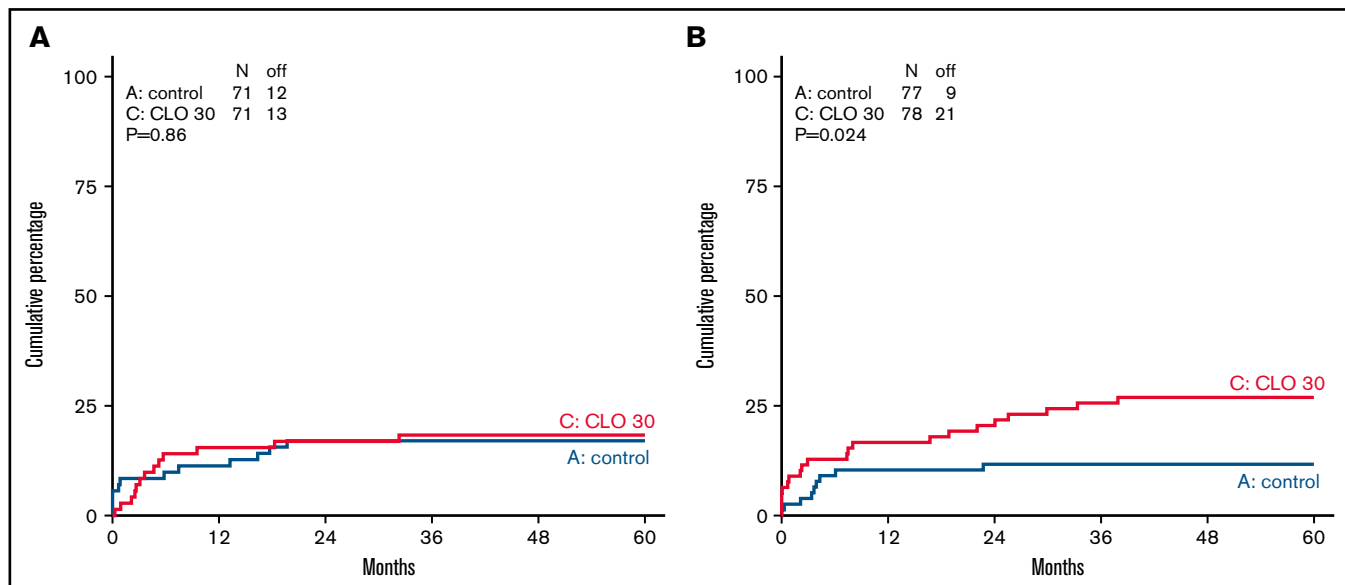 A
N off
A: control 71 12
C: CLO 30 71 13
P=0.86
Cumulative percentage
100
75
50
25
0
C: CLO 30
A: control
0 12 24 36 48 60
Months
B
N off
A: control 77 9
C: CLO 30 78 21
P=0.024
Cumulative percentage
100
75
50
25
0
C: CLO 30
A: control
0 12 24 36 48 60
Months